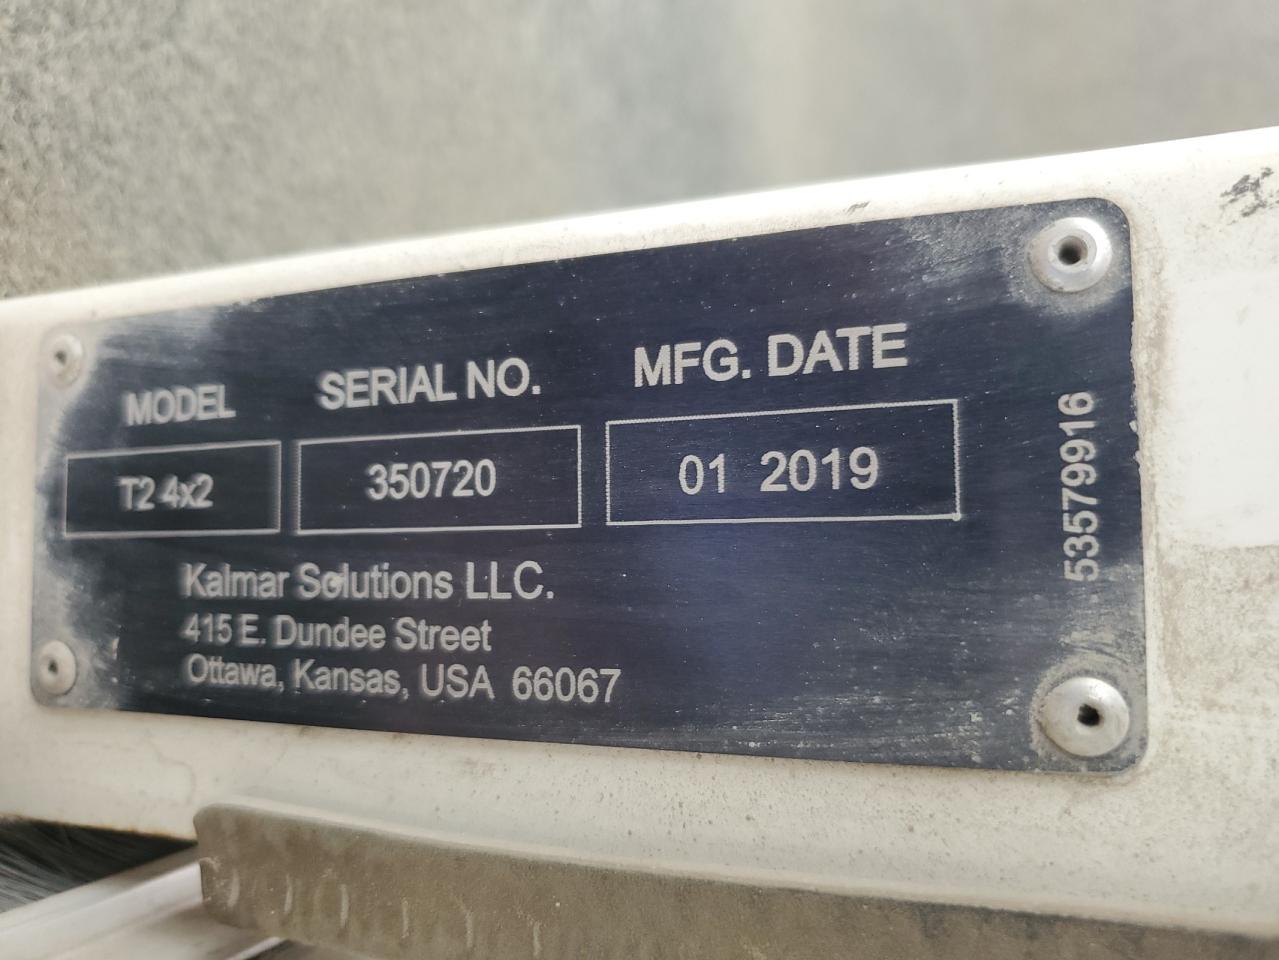 MODEL SERIAL NO. MFG. DATE
T2 4x2 350720 01 2019
Kalmar Solutions LLC.
415 E. Dundee Street
Ottawa, Kansas, USA 66067
53579916